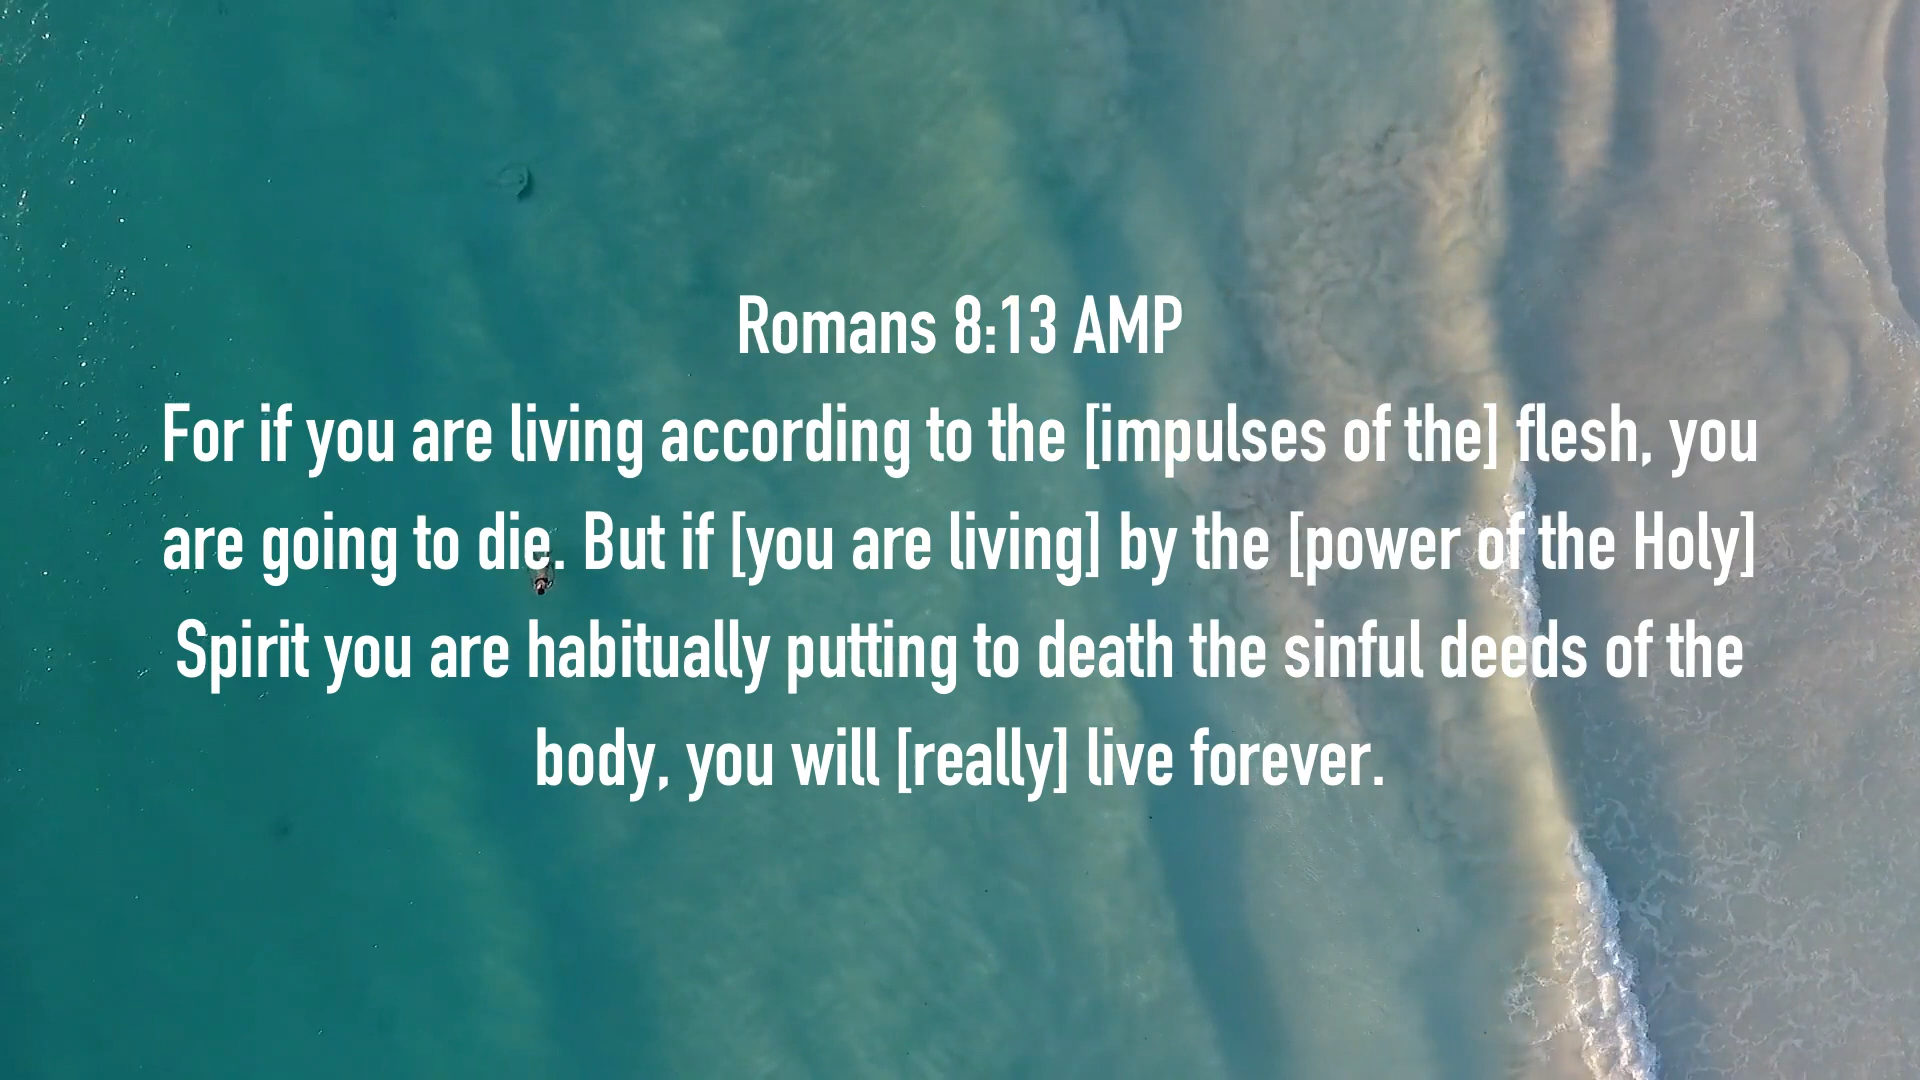 Romans 8:13 AMP
For if you are living according to the [impulses of the] flesh, you
are going to die. But if [you are living] by the [power of the Holy]
Spirit you are habitually putting to death the sinful deeds of the
body, you will [really] live forever.